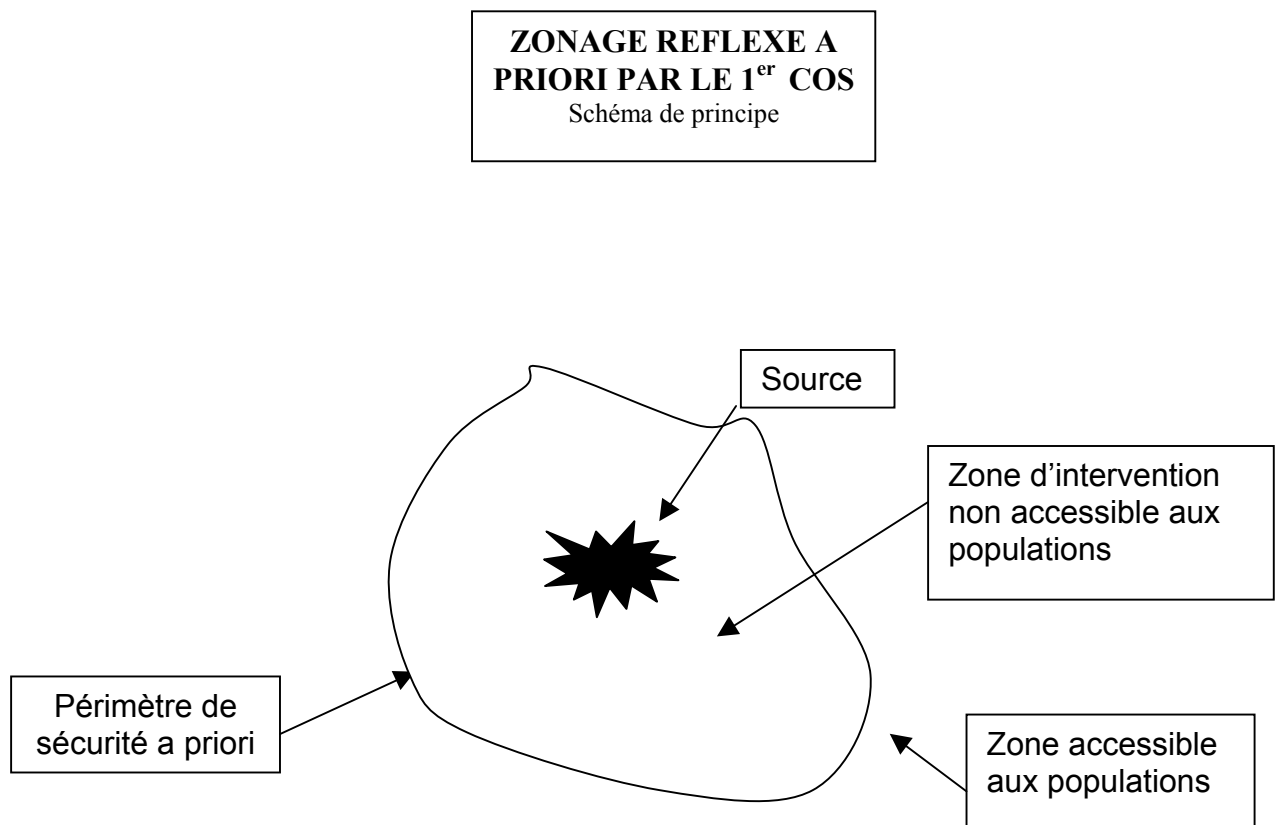 ZONAGE REFLEXE A
PRIORI PAR LE 1er COS
Schéma de principe
Source
Zone d’intervention
non accessible aux
populations
Périmètre de
sécurité a priori
Zone accessible
aux populations